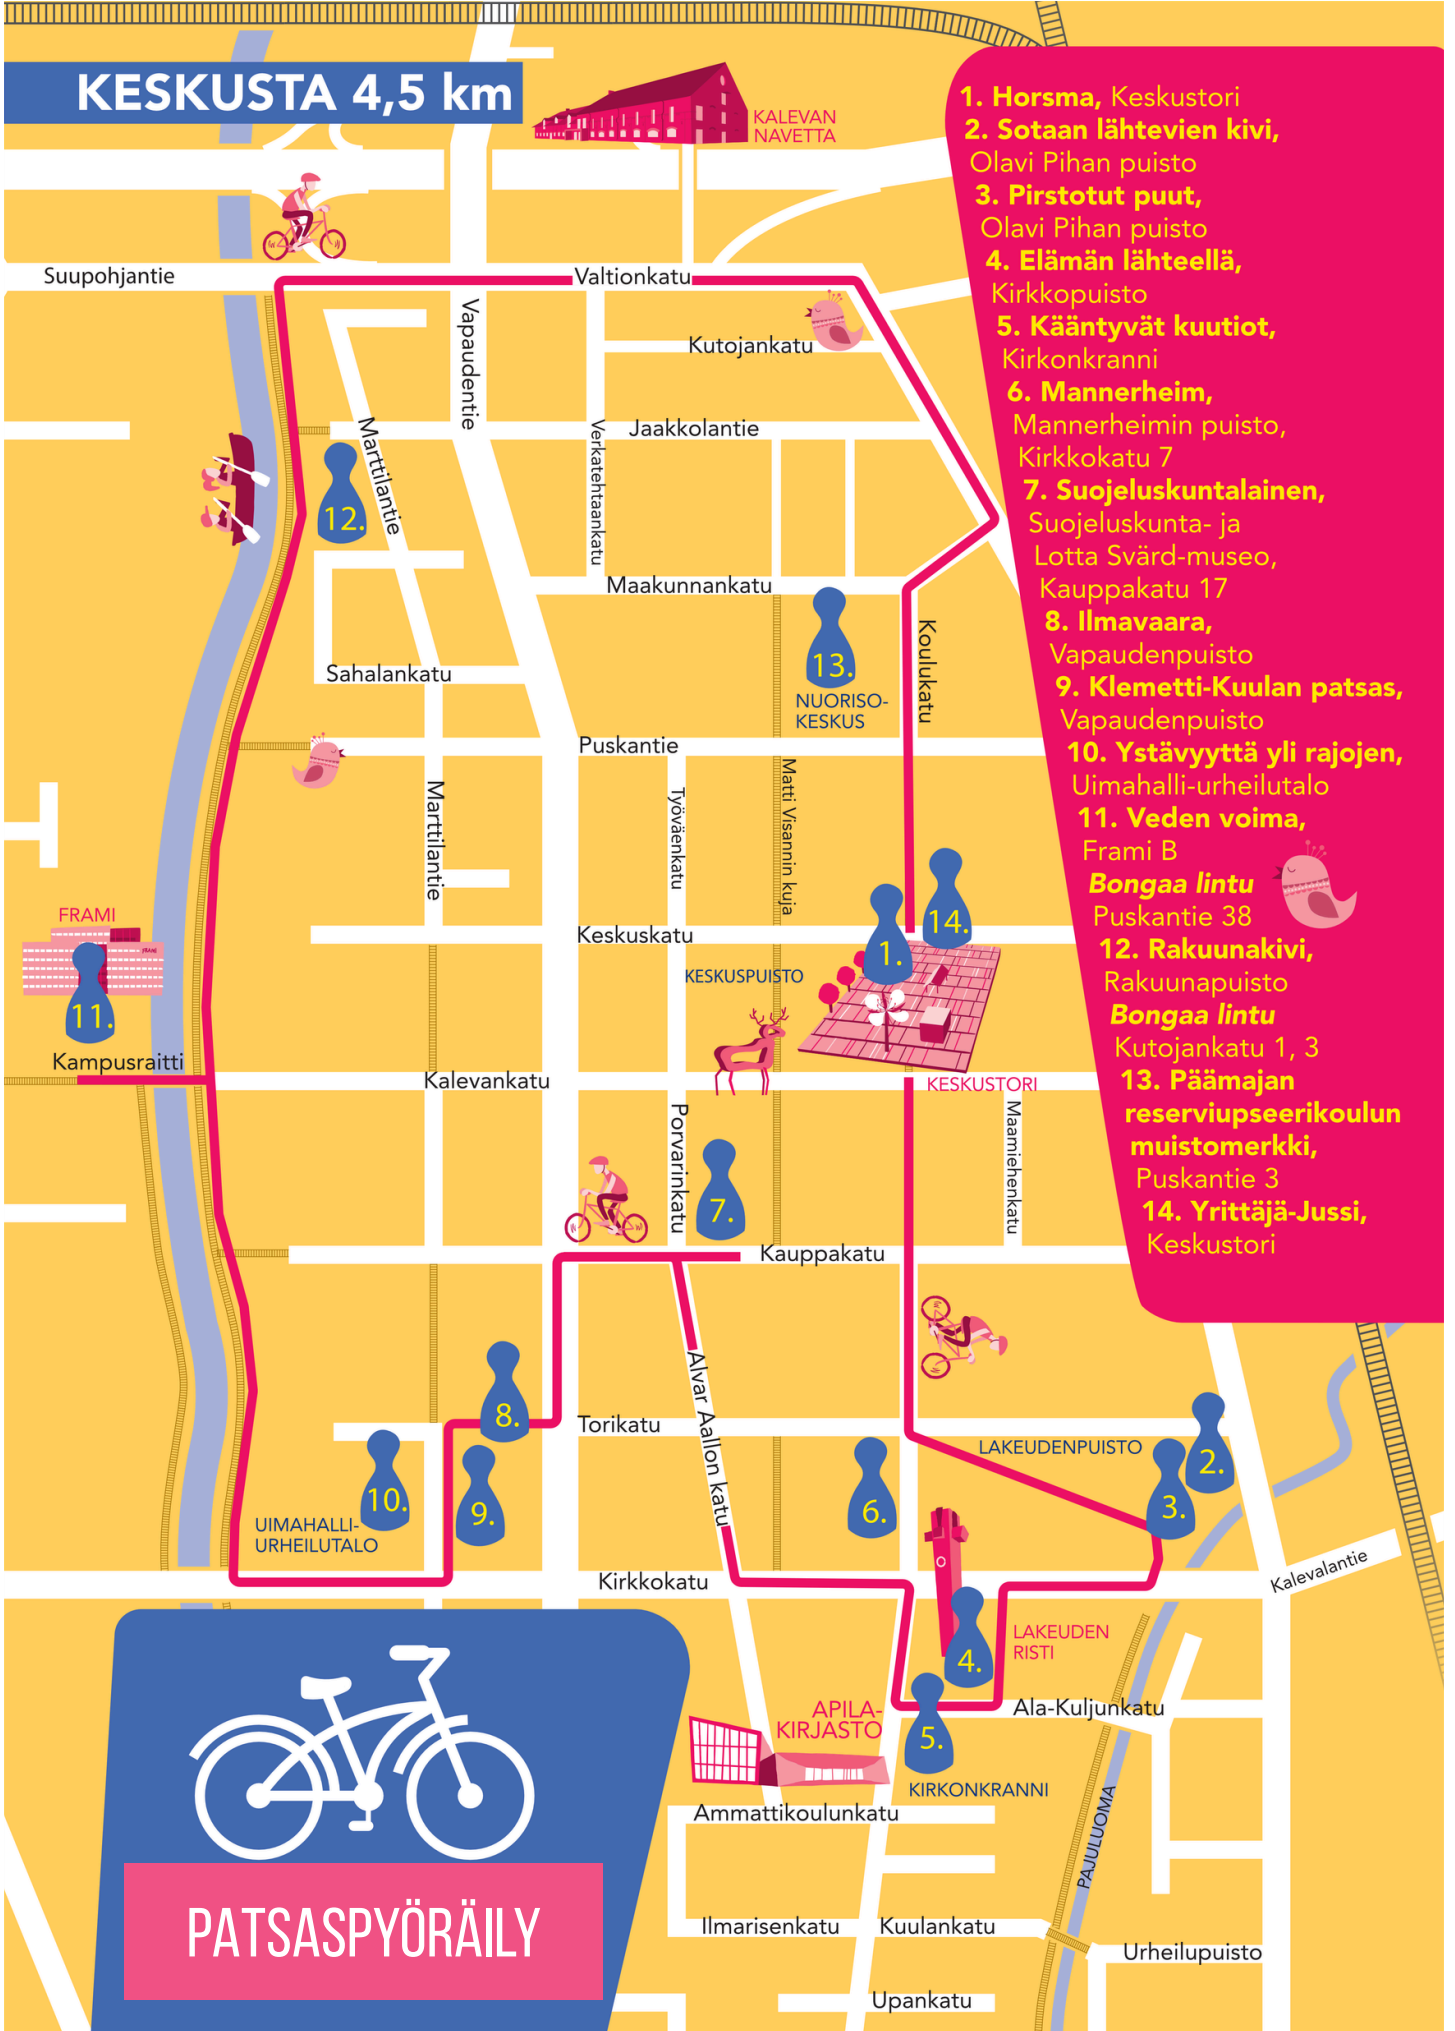 KESKUSTA 4,5 km
KALEVAN
NAVETTA
1. Horsma, Keskustori
2. Sotaan lähtevien kivi,
Olavi Pihan puisto
3. Pirstotut puut,
Olavi Pihan puisto
4. Elämän lähteellä,
Kirkkopuisto
5. Kääntyvät kuutiot,
Kirkonkranni
6. Mannerheim,
Mannerheimin puisto,
Kirkkokatu 7
7. Suojeluskuntalainen,
Suojeluskunta- ja
Lotta Svärd-museo,
Kauppakatu 17
8. Ilmavaara,
Vapaudenpuisto
9. Klemetti-Kuulan patsas,
Vapaudenpuisto
10. Ystävyyttä yli rajojen,
Uimahalli-urheilutalo
11. Veden voima,
Frami B
Bongaa lintu
Puskantie 38
12. Rakuunakivi,
Rakuunapuisto
Bongaa lintu
Kutojankatu 1, 3
13. Päämajan
reserviupseerikoulun
muistomerkki,
Puskantie 3
14. Yrittäjä-Jussi,
Keskustori
Suupohjantie
Valtionkatu
Vapaudentie
Kutojankatu
Marttilantie
Verkatehtaankatu
Jaakkolantie
12.
Maakunnankatu
13.
NUORISO-
KESKUS
Koulukatu
Sahalankatu
Puskantie
Marttilantie
Työväenkatu
Matti Visannin kuja
FRAMI
FRAMI
11.
Keskuskatu
1.
14.
KESKUSPUISTO
Kampusraitti
Kalevankatu
KESKUSTORI
Porvarinkatu
Maamiehenkatu
7.
Kauppakatu
Alvar Aallon katu
8.
Torikatu
LAKEUDENPUISTO
2.
3.
10.
9.
6.
UIMAHALLI-
URHEILUTALO
Kirkkokatu
Kalevalantie
4.
LAKEUDEN
RISTI
Ala-Kuljunkatu
APILA-
KIRJASTO
5.
KIRKONKRANNI
Ammattikoulunkatu
PAJULUOMA
PATSASPYÖRÄILY
Ilmarisenkatu
Kuulankatu
Urheilupuisto
Upankatu